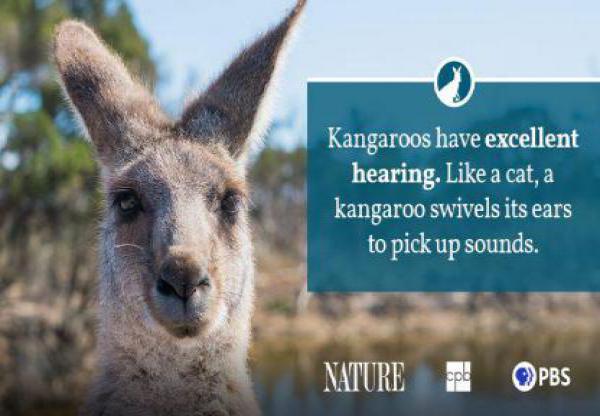 Kangaroos have excellent
hearing. Like a cat, a
kangaroo swivels its ears
to pick up sounds.
NATURE cpb PBS